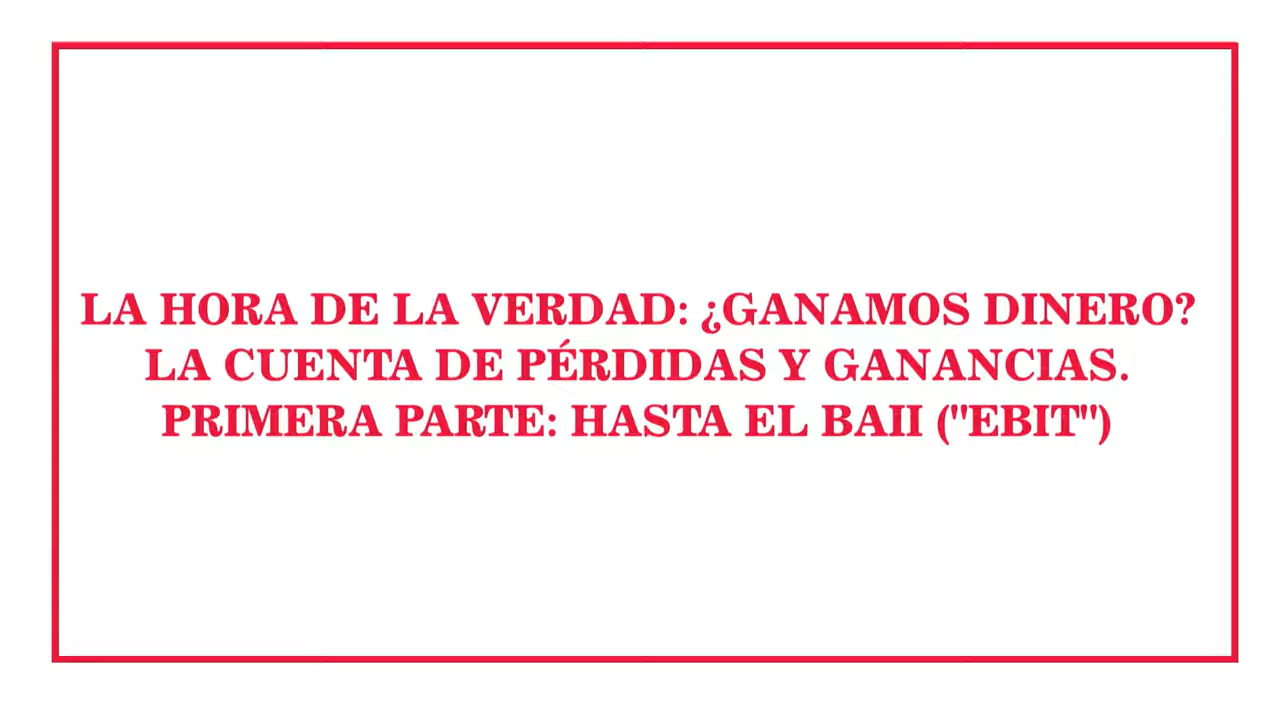 LA HORA DE LA VERDAD: ¿GANAMOS DINERO?
LA CUENTA DE PÉRDIDAS Y GANANCIAS.
PRIMERA PARTE: HASTA EL BAII ("EBIT")